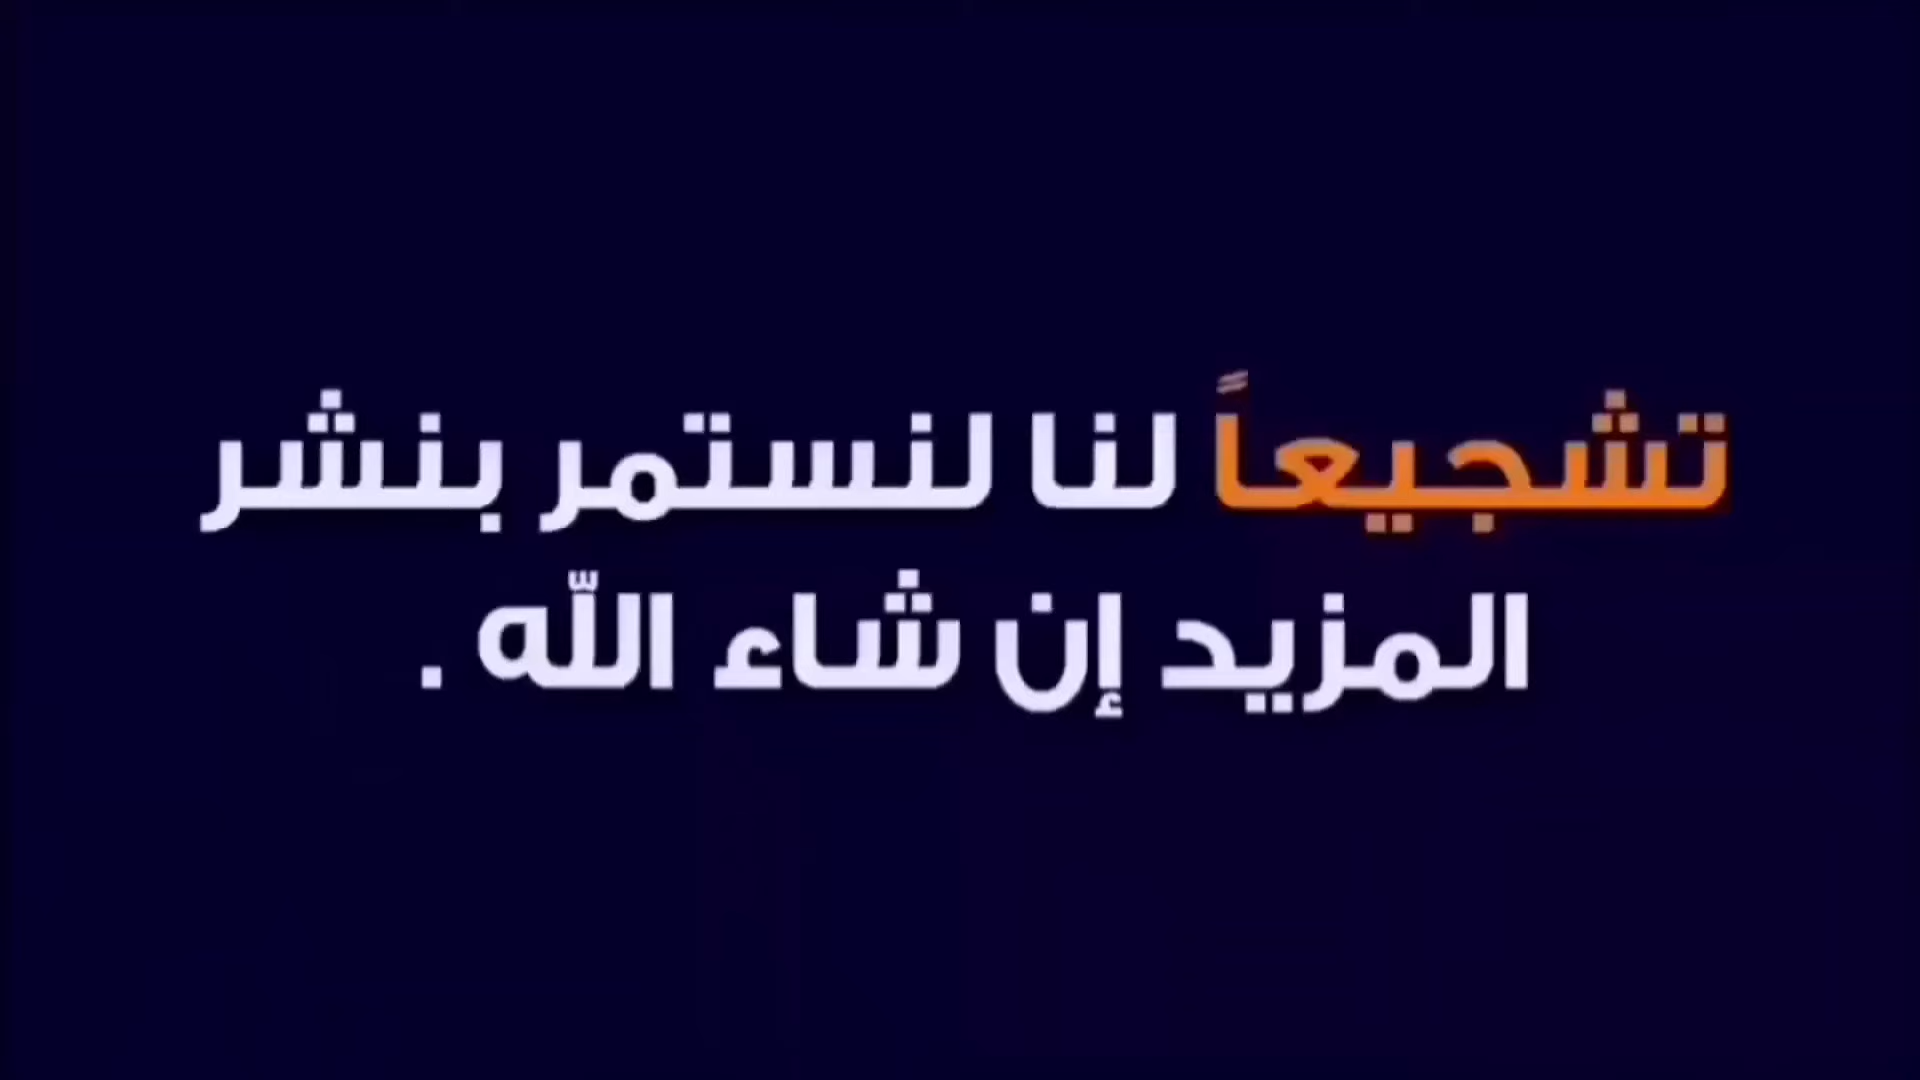 تشجيعاً لنا لنستمر بنشر
المزيد إن شاء اللّه .